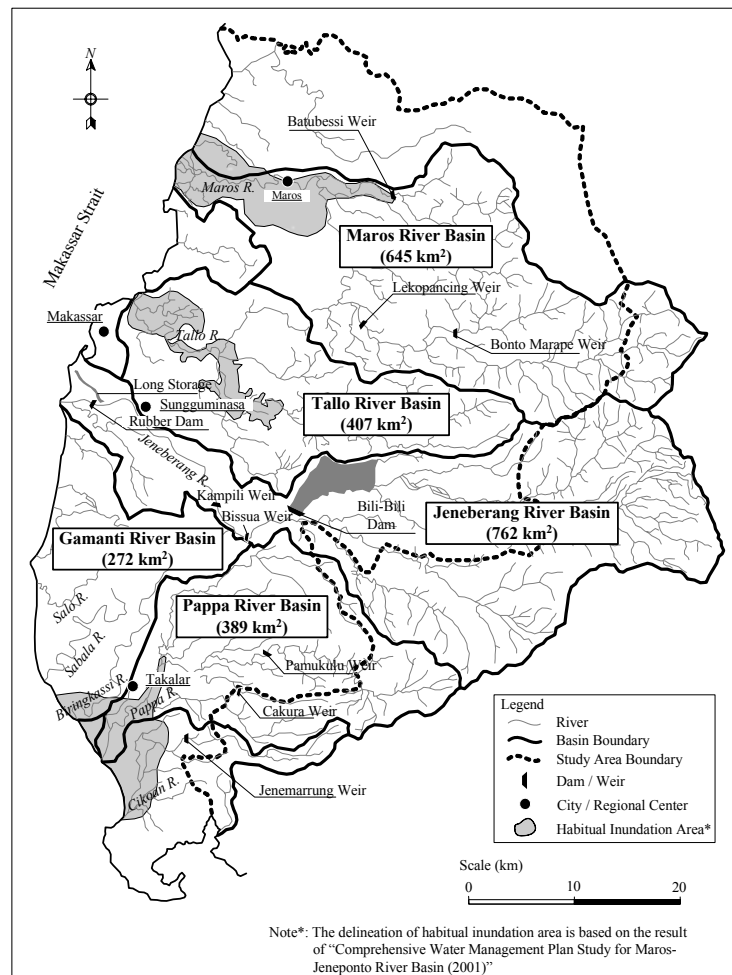 N
Batubessi Weir
Maros R.
Maros
Makassar Strait
Maros River Basin
(645 km²)
Lekopancing Weir
Makassar
Tallo R.
Bonto Marape Weir
Long Storage
Sungguminasa
Rubber Dam
Tallo River Basin
(407 km²)
Jeneberang R.
Kampili Weir
Bissua Weir
Bili-Bili
Dam
Jeneberang River Basin
(762 km²)
Gamanti River Basin
(272 km²)
Pappa River Basin
(389 km²)
Salo R.
Sabala R.
Pamukulu Weir
Takalar
Biringkassi R.
Pappa R.
Cakura Weir
Cikoan R.
Jenemarrung Weir
Legend
River
Basin Boundary
Study Area Boundary
Dam / Weir
City / Regional Center
Habitual Inundation Area*
Scale (km)
0 10 20
Note*: The delineation of habitual inundation area is based on the result
of “Comprehensive Water Management Plan Study for Maros-
Jeneponto River Basin (2001)”